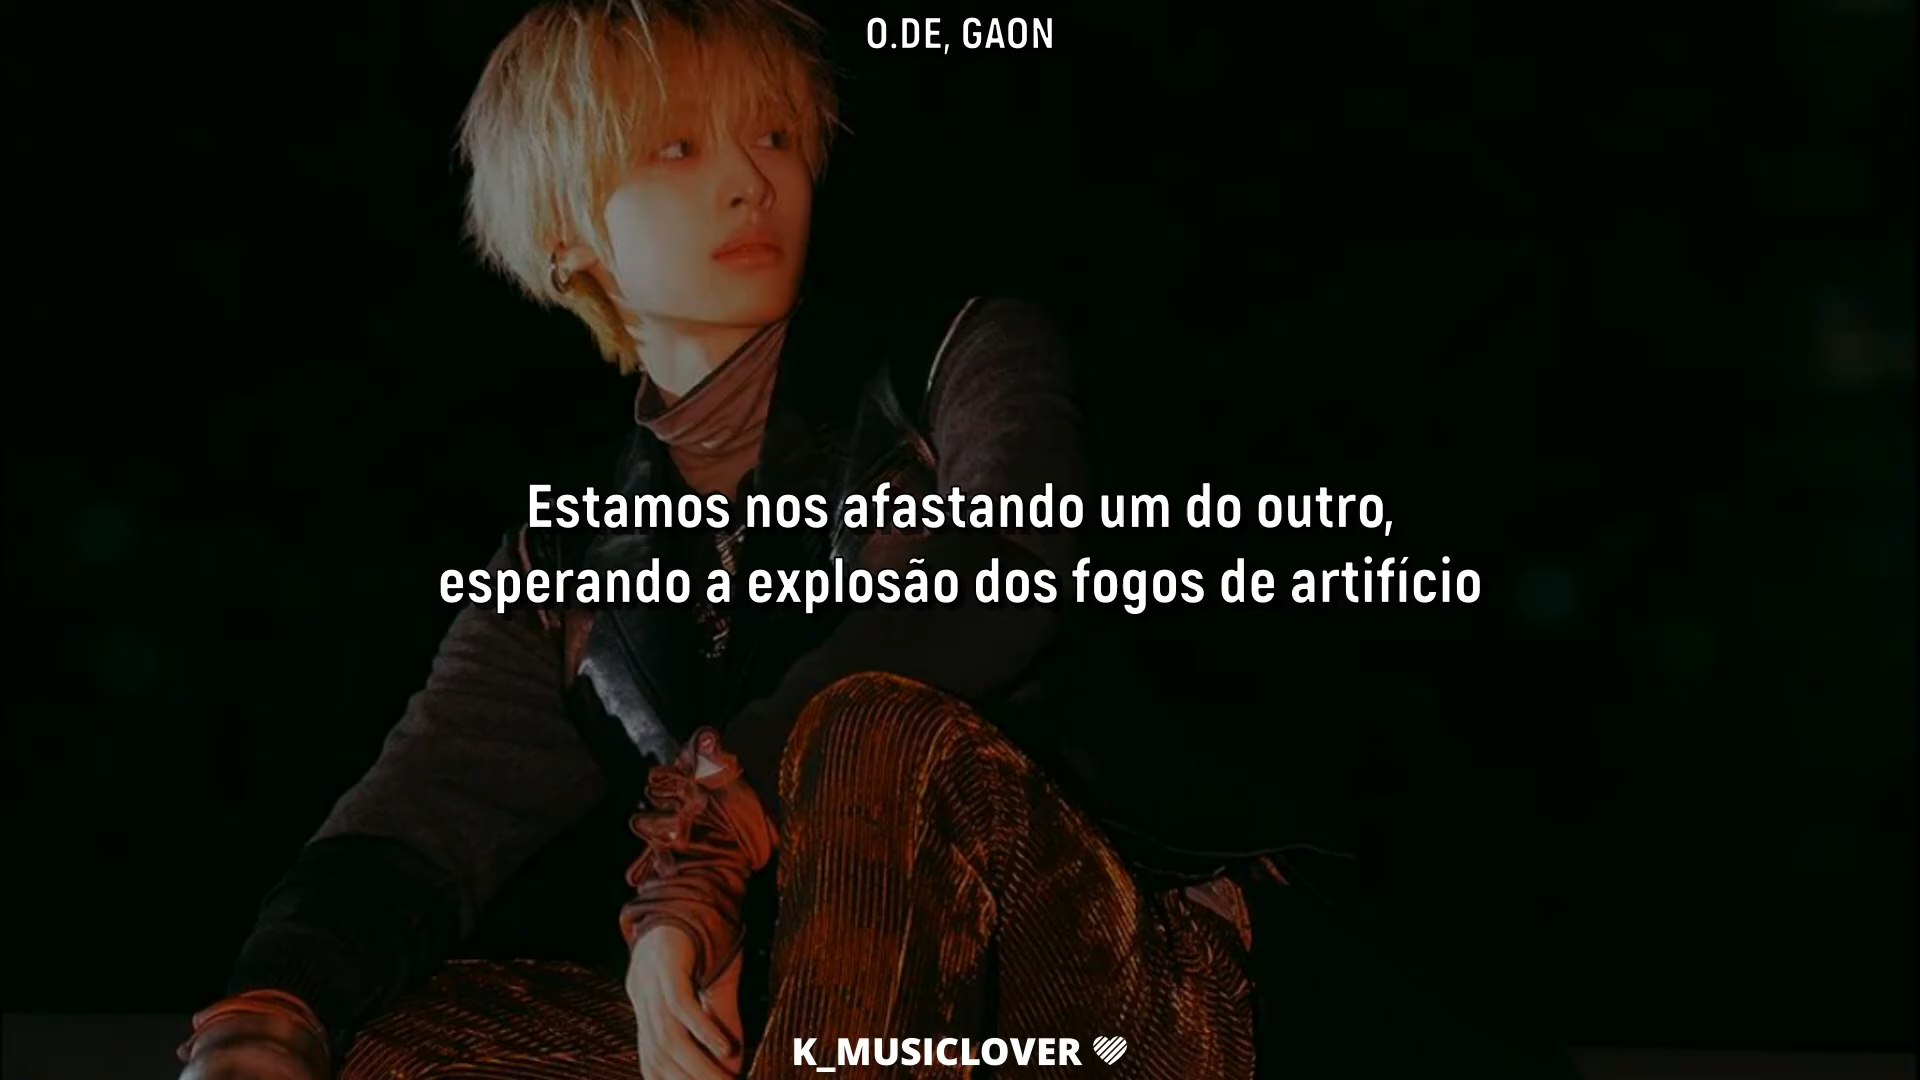 O.DE, GAON
Estamos nos afastando um do outro,
esperando a explosão dos fogos de artifício
K_MUSICLOVER